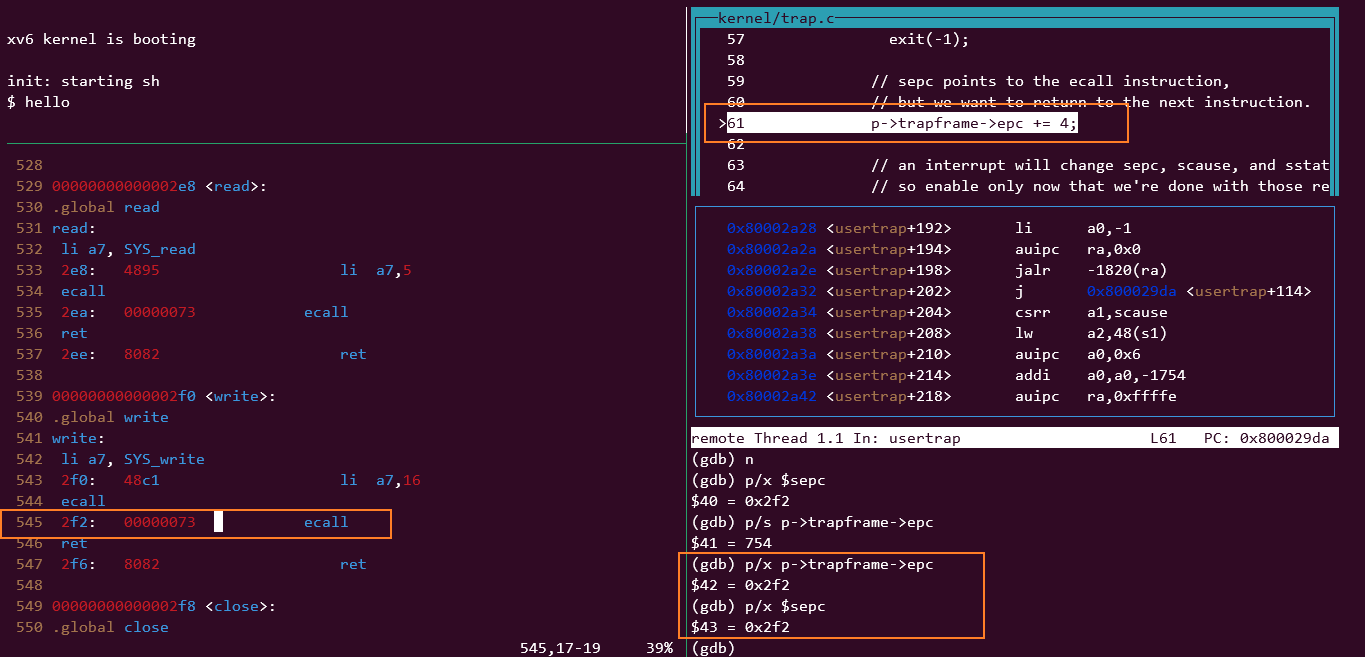 xv6 kernel is booting
init: starting sh
$ hello
528
529 00000000000002e8 <read>:
530 .global read
531 read:
532  li a7, SYS_read
533  2e8:   4895                    li  a7,5
534  ecall
535  2ea:   00000073            ecall
536  ret
537  2ee:   8082                    ret
538
539 00000000000002f0 <write>:
540 .global write
541 write:
542  li a7, SYS_write
543  2f0:   48c1                    li  a7,16
544  ecall
545  2f2:   00000073            ecall
546  ret
547  2f6:   8082                    ret
548
549 00000000000002f8 <close>:
550 .global close
545,17-19     39%
kernel/trap.c
57                exit(-1);
58
59              // sepc points to the ecall instruction,
60              // but we want to return to the next instruction.
>61              p->trapframe->epc += 4;
62
63              // an interrupt will change sepc, scause, and sstat
64              // so enable only now that we're done with those re
0x80002a28 <usertrap+192>       li      a0,-1
0x80002a2a <usertrap+194>       auipc   ra,0x0
0x80002a2e <usertrap+198>       jalr    -1820(ra)
0x80002a32 <usertrap+202>       j       0x800029da <usertrap+114>
0x80002a34 <usertrap+204>       csrr    a1,scause
0x80002a38 <usertrap+208>       lw      a2,48(s1)
0x80002a3a <usertrap+210>       auipc   a0,0x6
0x80002a3e <usertrap+214>       addi    a0,a0,-1754
0x80002a42 <usertrap+218>       auipc   ra,0xffffe
remote Thread 1.1 In: usertrap                     L61   PC: 0x800029da
(gdb) n
(gdb) p/x $sepc
$40 = 0x2f2
(gdb) p/s p->trapframe->epc
$41 = 754
(gdb) p/x p->trapframe->epc
$42 = 0x2f2
(gdb) p/x $sepc
$43 = 0x2f2
(gdb)